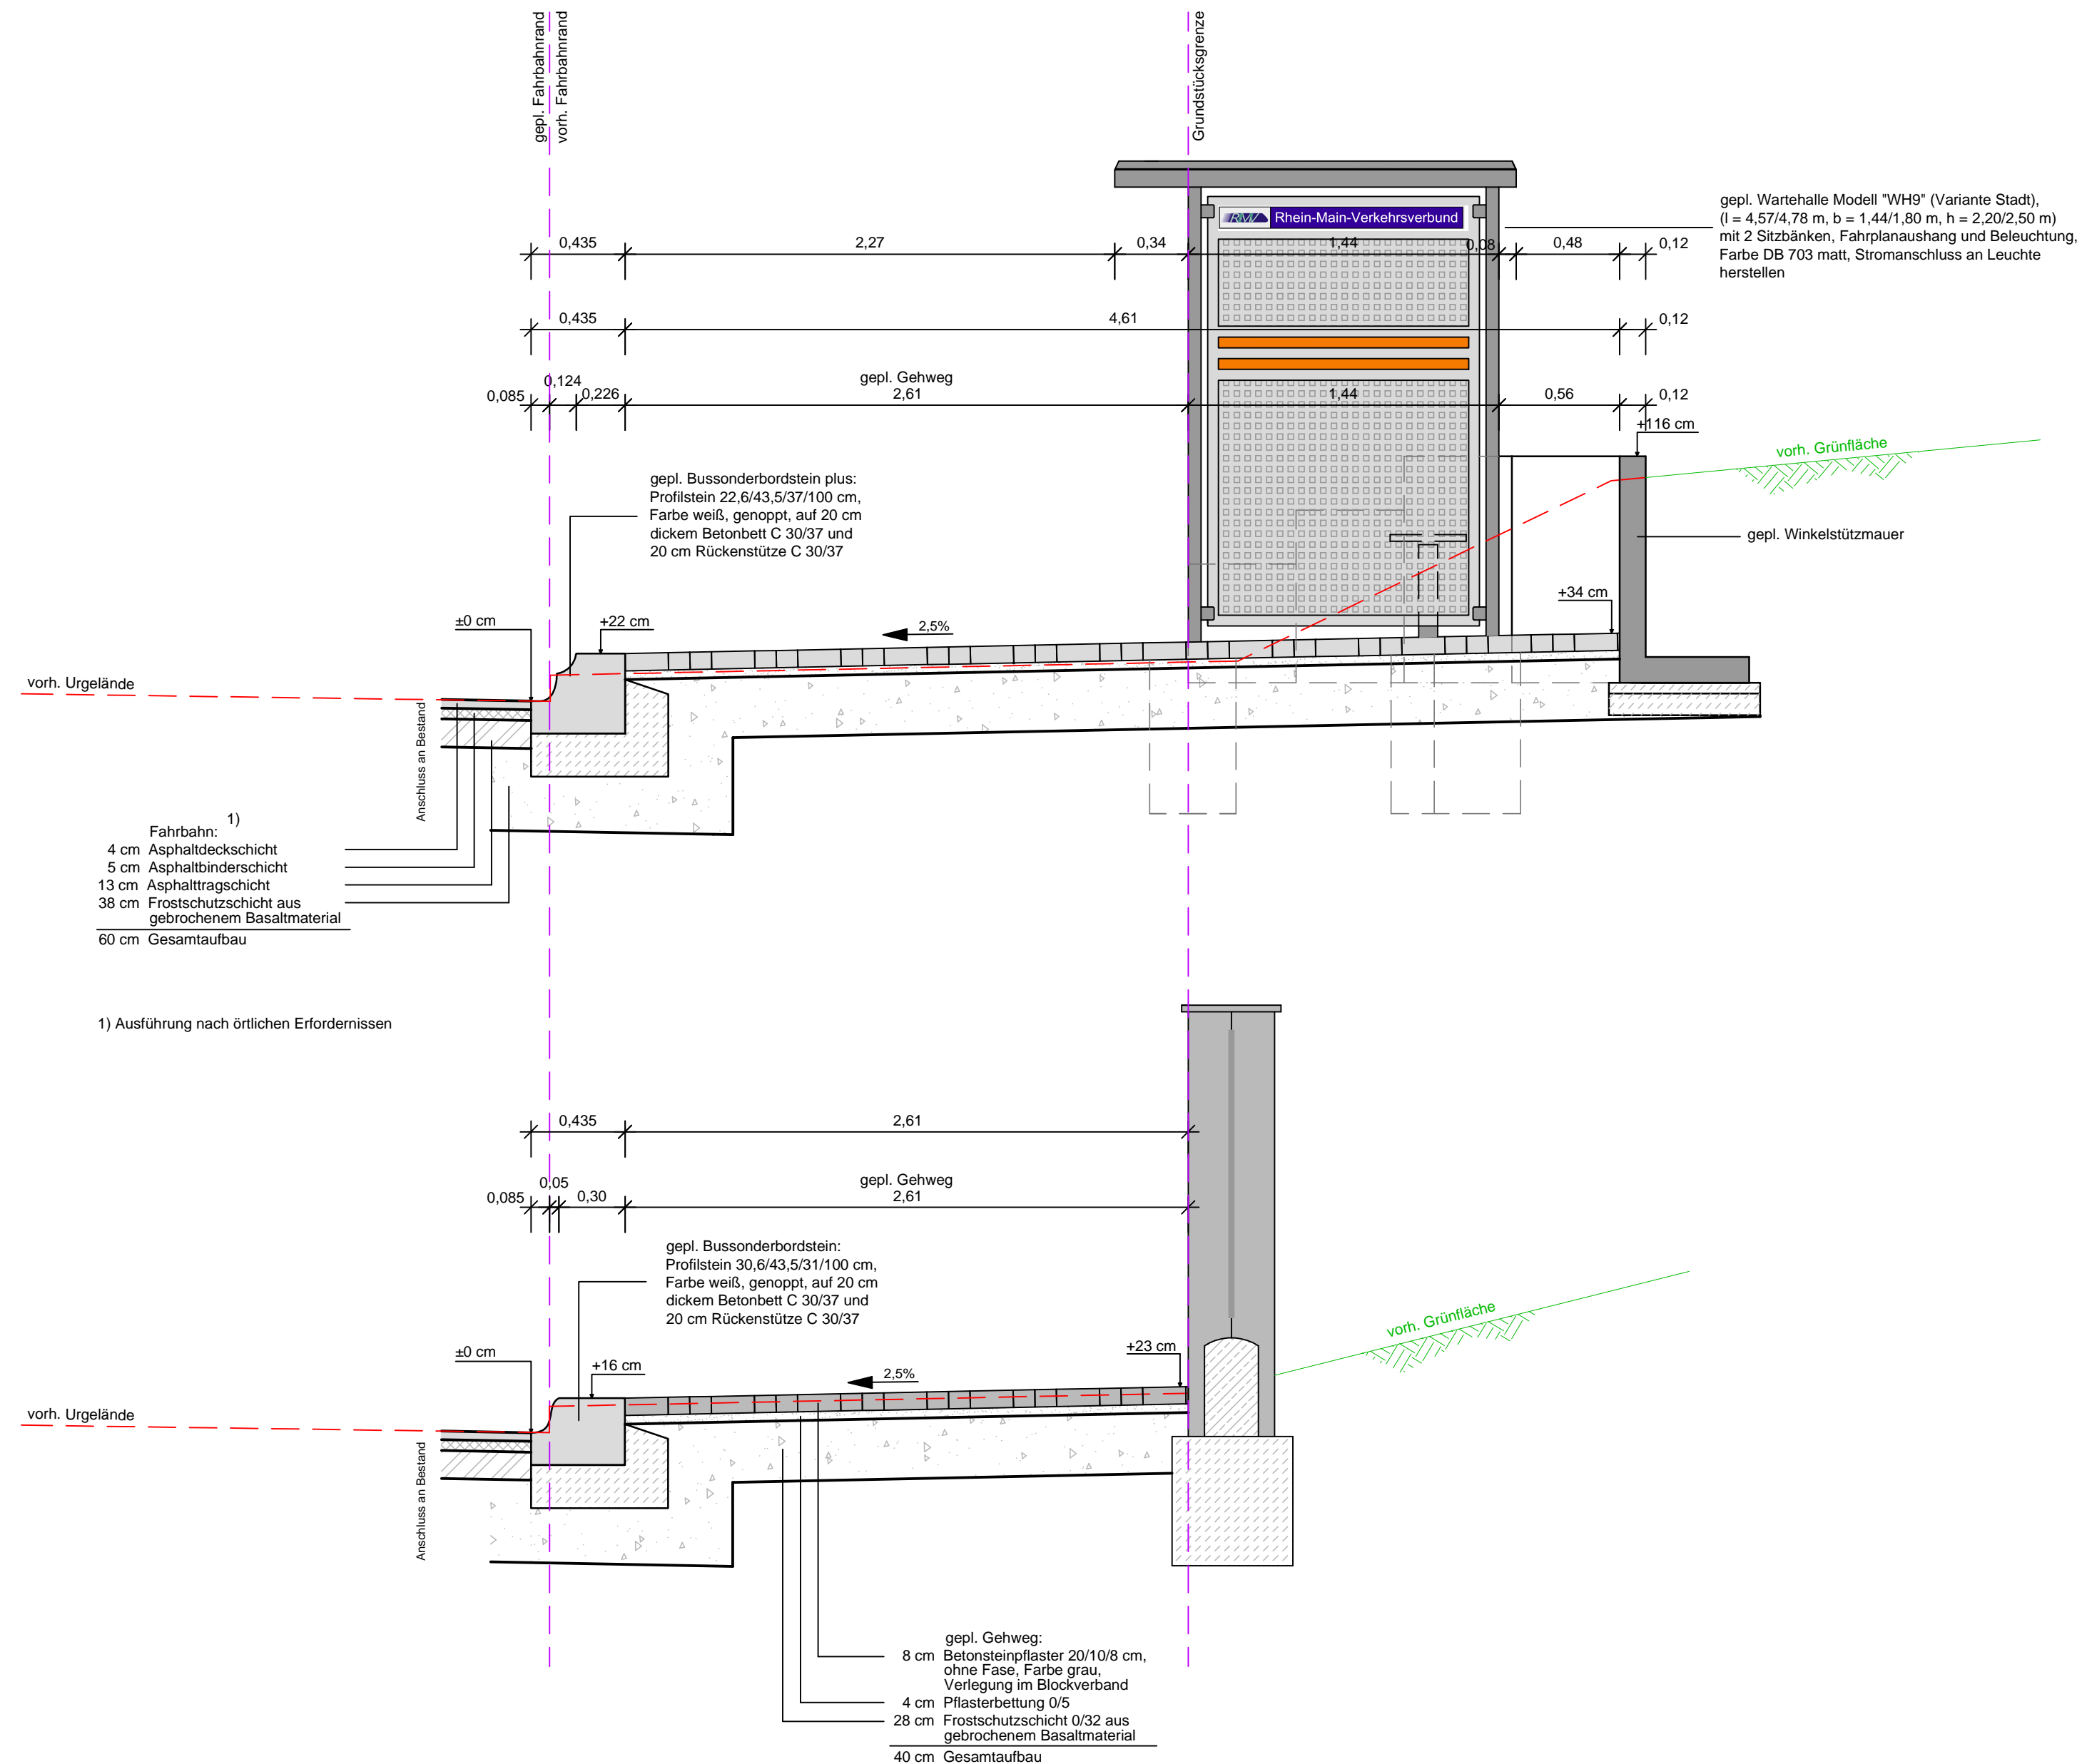 gepl. Fahrbahnrand
vorh. Fahrbahnrand
Grundstücksgrenze
gepl. Wartehalle Modell "WH9" (Variante Stadt),
(l = 4,57/4,78 m, b = 1,44/1,80 m, h = 2,20/2,50 m)
mit 2 Sitzbänken, Fahrplanaushang und Beleuchtung,
Farbe DB 703 matt, Stromanschluss an Leuchte
herstellen
RMV Rhein-Main-Verkehrsverbund
0,435 2,27 0,34 1,44 0,08 0,48 0,12
0,435 4,61 0,12
gepl. Gehweg
0,085 0,124 0,226 2,61 1,44 0,56 0,12
+116 cm
vorh. Grünfläche
gepl. Bussonderbordstein plus:
Profilstein 22,6/43,5/37/100 cm,
Farbe weiß, genoppt, auf 20 cm
dickem Betonbett C 30/37 und
20 cm Rückenstütze C 30/37
gepl. Winkelstützmauer
±0 cm
+22 cm
2,5%
+34 cm
vorh. Urgelände
Anschluss an Bestand
1)
Fahrbahn:
4 cm Asphaltdeckschicht
5 cm Asphaltbinderschicht
13 cm Asphalttragschicht
38 cm Frostschutzschicht aus
gebrochenem Basaltmaterial
60 cm Gesamtaufbau
1) Ausführung nach örtlichen Erfordernissen
0,435 2,61
gepl. Gehweg
0,085 0,05 0,30 2,61
gepl. Bussonderbordstein:
Profilstein 30,6/43,5/31/100 cm,
Farbe weiß, genoppt, auf 20 cm
dickem Betonbett C 30/37 und
20 cm Rückenstütze C 30/37
vorh. Grünfläche
±0 cm
+16 cm
2,5%
+23 cm
vorh. Urgelände
Anschluss an Bestand
gepl. Gehweg:
8 cm Betonsteinpflaster 20/10/8 cm,
ohne Fase, Farbe grau,
Verlegung im Blockverband
4 cm Pflasterbettung 0/5
28 cm Frostschutzschicht 0/32 aus
gebrochenem Basaltmaterial
40 cm Gesamtaufbau